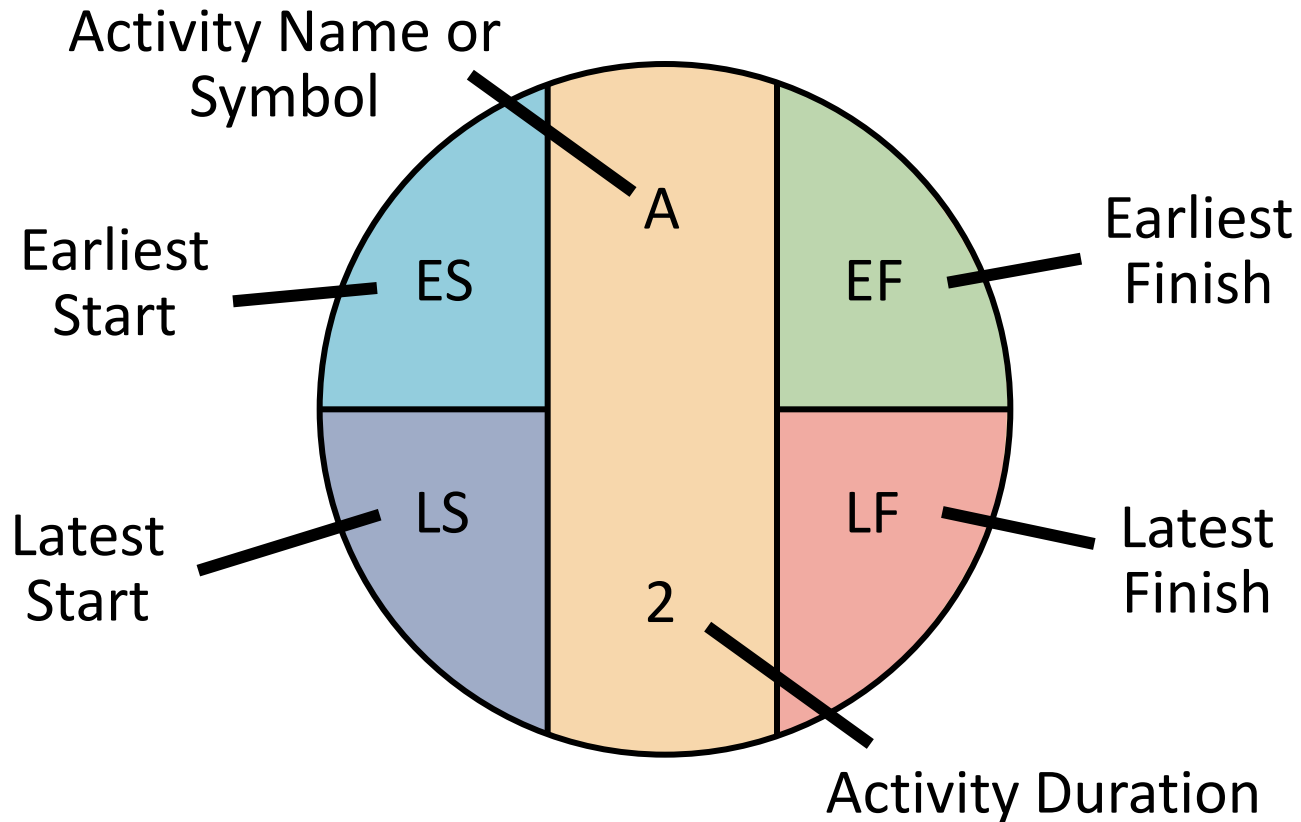 Activity Name or
Symbol
A
Earliest
Start
ES
EF
Earliest
Finish
Latest
Start
LS
LF
Latest
Finish
2
Activity Duration